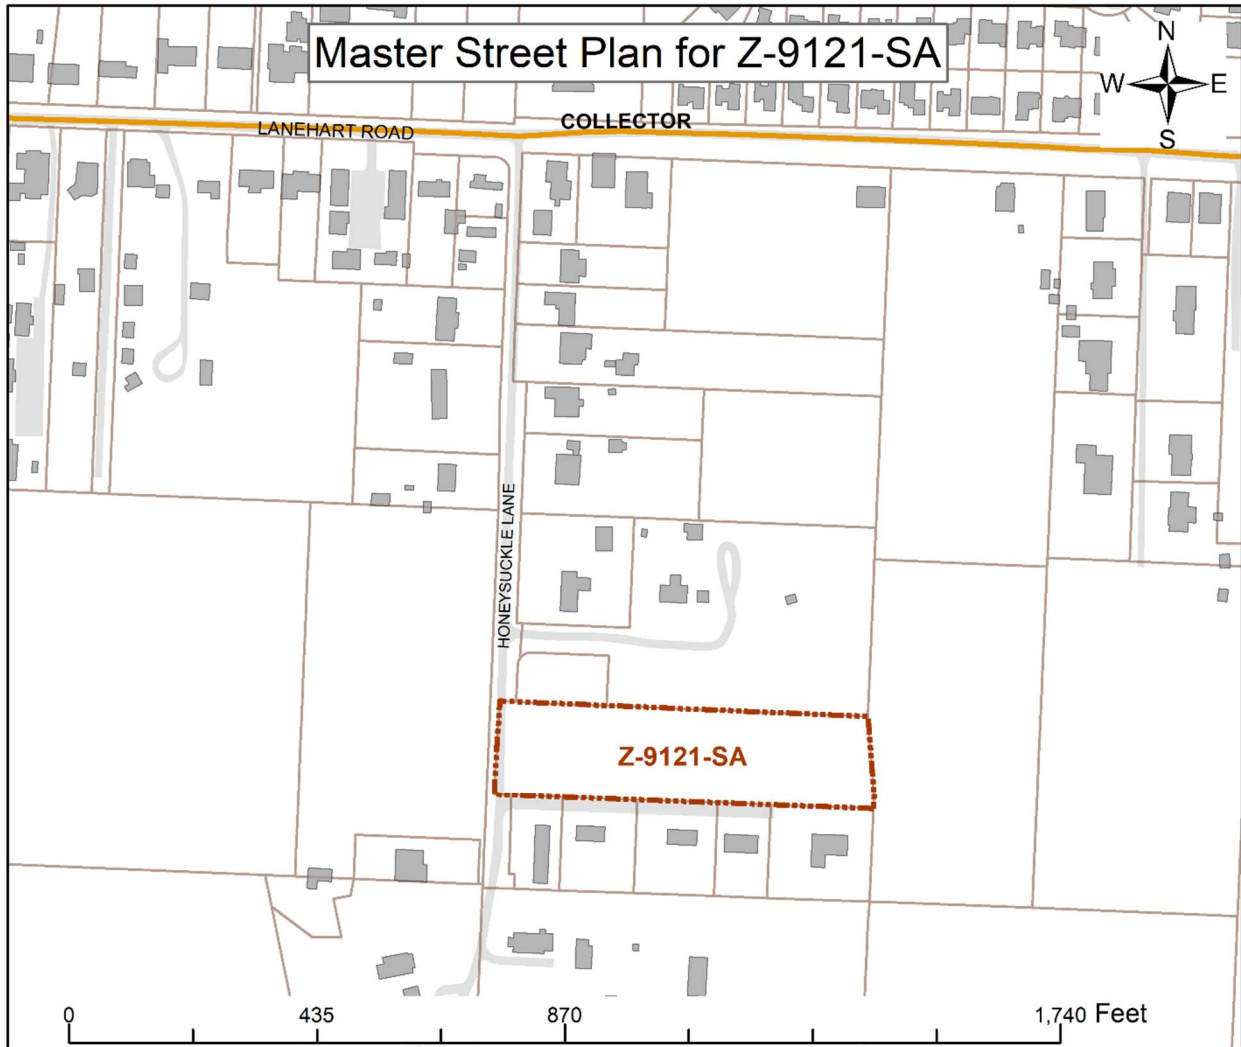 Master Street Plan for Z-9121-SA
N
W E
S
COLLECTOR
LANEHART ROAD
HONEYSUCKLE LANE
Z-9121-SA
0 435 870 1,740 Feet